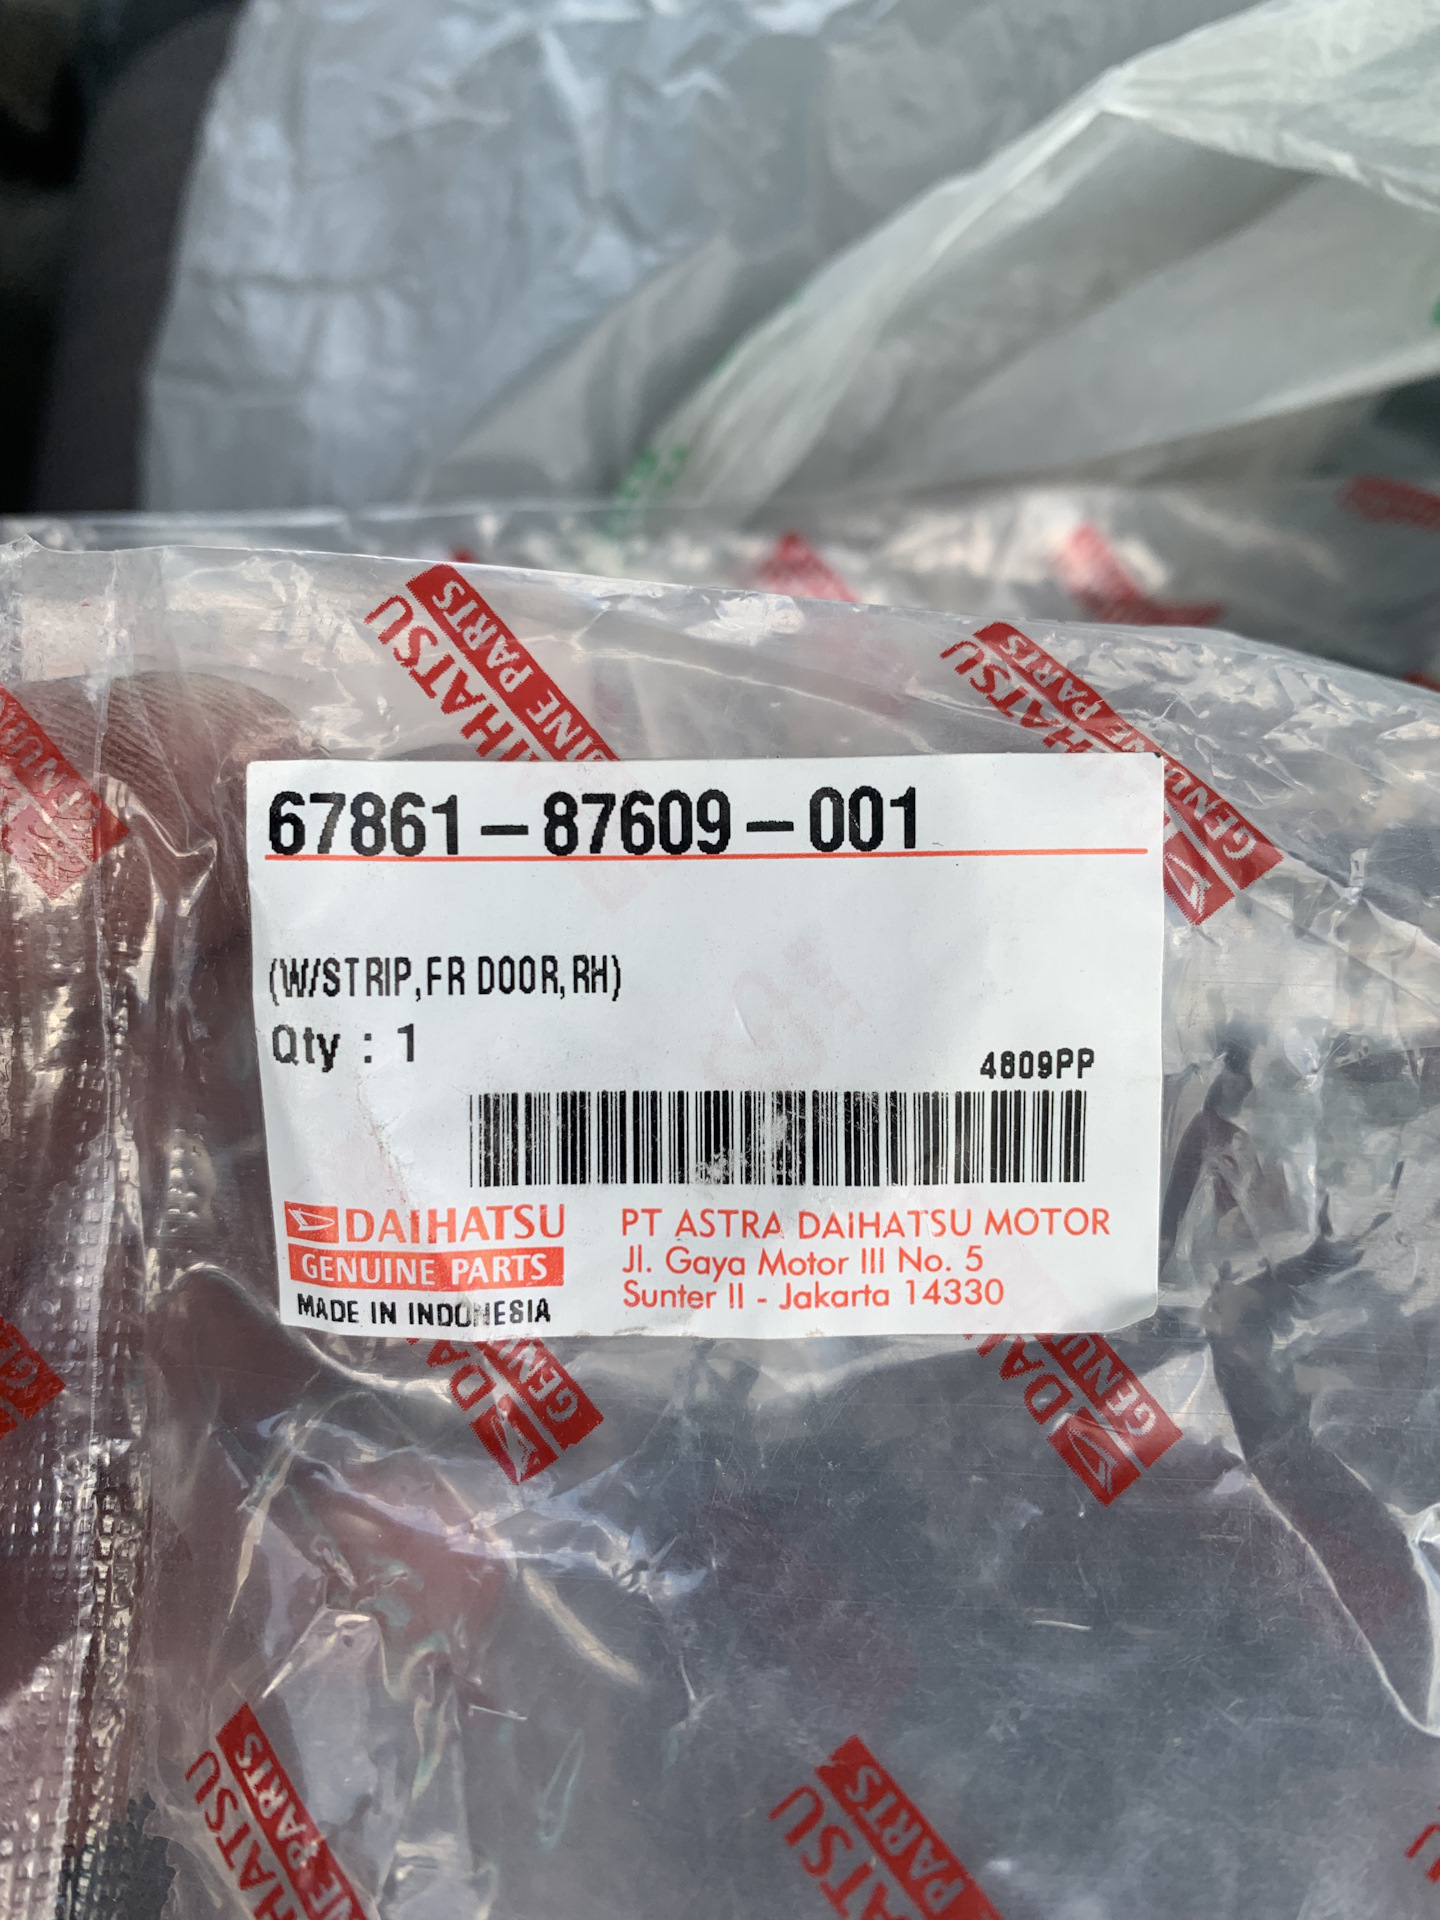 67861-87609-001
(W/STRIP,FR DOOR,RH)
Qty : 1
4809PP
DAIHATSU
GENUINE PARTS
MADE IN INDONESIA
PT ASTRA DAIHATSU MOTOR
Jl. Gaya Motor III No. 5
Sunter II - Jakarta 14330